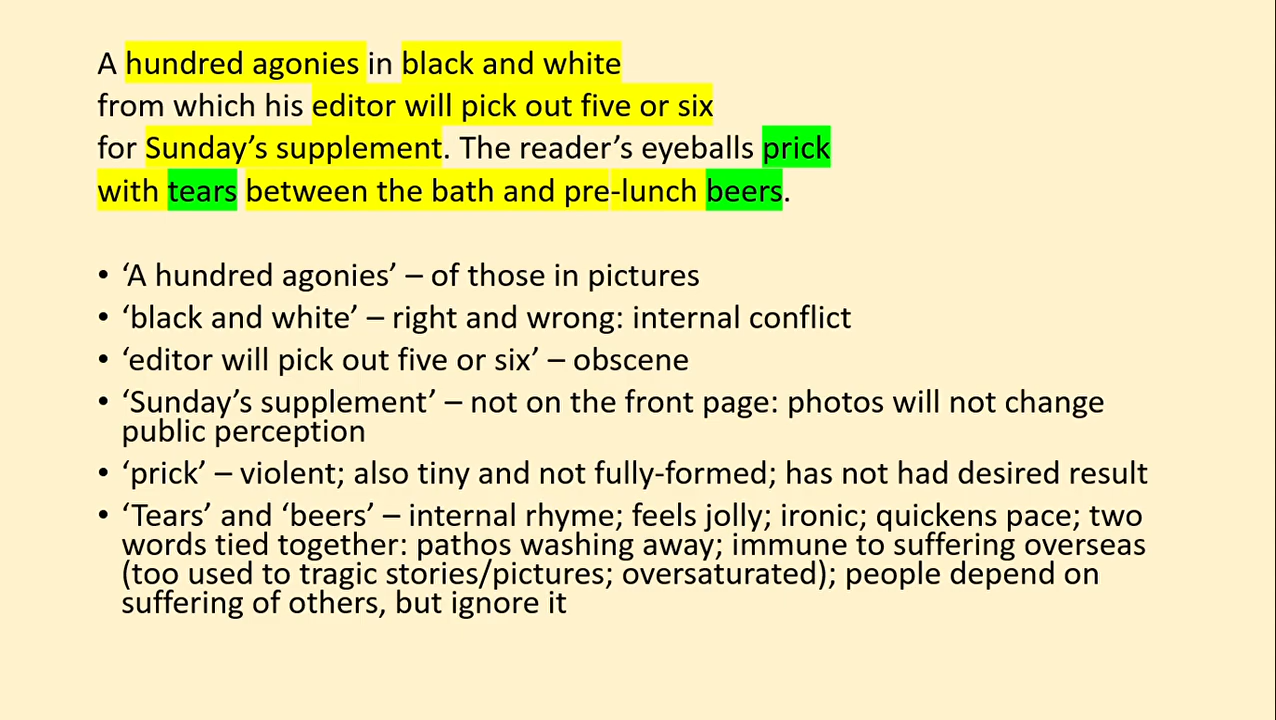 A hundred agonies in black and white
from which his editor will pick out five or six
for Sunday’s supplement. The reader’s eyeballs prick
with tears between the bath and pre-lunch beers.
• ‘A hundred agonies’ – of those in pictures
• ‘black and white’ – right and wrong: internal conflict
• ‘editor will pick out five or six’ – obscene
• ‘Sunday’s supplement’ – not on the front page: photos will not change
public perception
• ‘prick’ – violent; also tiny and not fully-formed; has not had desired result
• ‘Tears’ and ‘beers’ – internal rhyme; feels jolly; ironic; quickens pace; two
words tied together: pathos washing away; immune to suffering overseas
(too used to tragic stories/pictures; oversaturated); people depend on
suffering of others, but ignore it